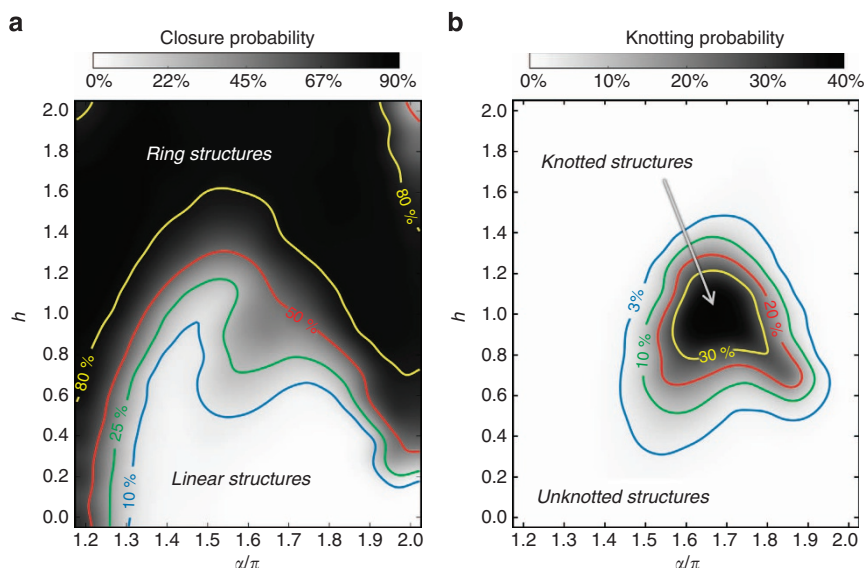 a
Closure probability
0% 22% 45% 67% 90%
2.0
1.8
1.6
1.4
1.2
1.0
0.8
0.6
0.4
0.2
0.0
h
Ring structures
80 %
50 %
80 %
25 %
10 %
Linear structures
1.2 1.3 1.4 1.5 1.6 1.7 1.8 1.9 2.0
α/π
b
Knotting probability
0% 10% 20% 30% 40%
2.0
1.8
1.6
1.4
1.2
1.0
0.8
0.6
0.4
0.2
0.0
h
Knotted structures
3%
20 %
10 %
30 %
Unknotted structures
1.2 1.3 1.4 1.5 1.6 1.7 1.8 1.9 2.0
α/π